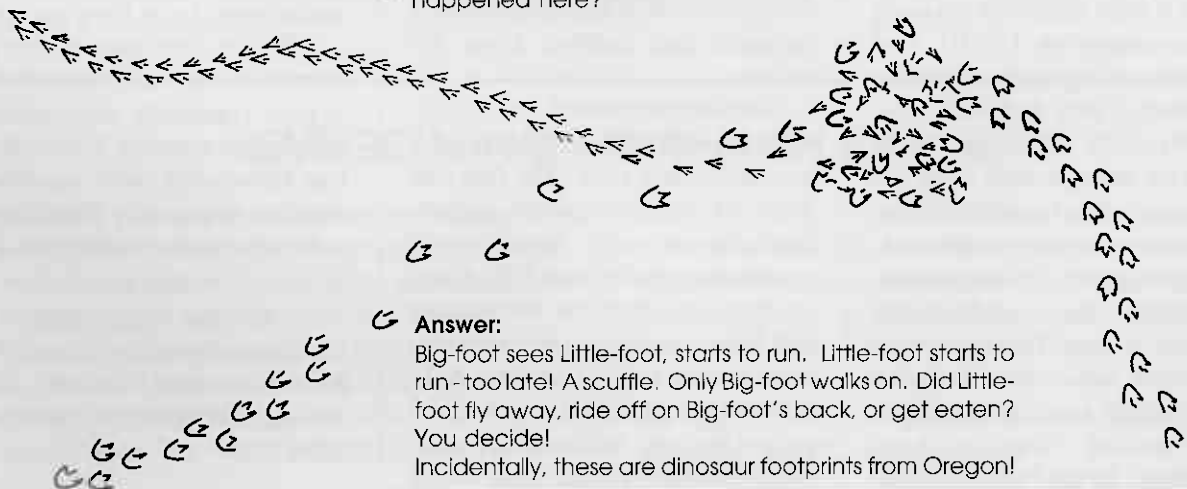 happened here?
Answer:
Big-foot sees Little-foot, starts to run. Little-foot starts to
run - too late! A scuffle. Only Big-foot walks on. Did Little-
foot fly away, ride off on Big-foot's back, or get eaten?
You decide!
Incidentally, these are dinosaur footprints from Oregon!